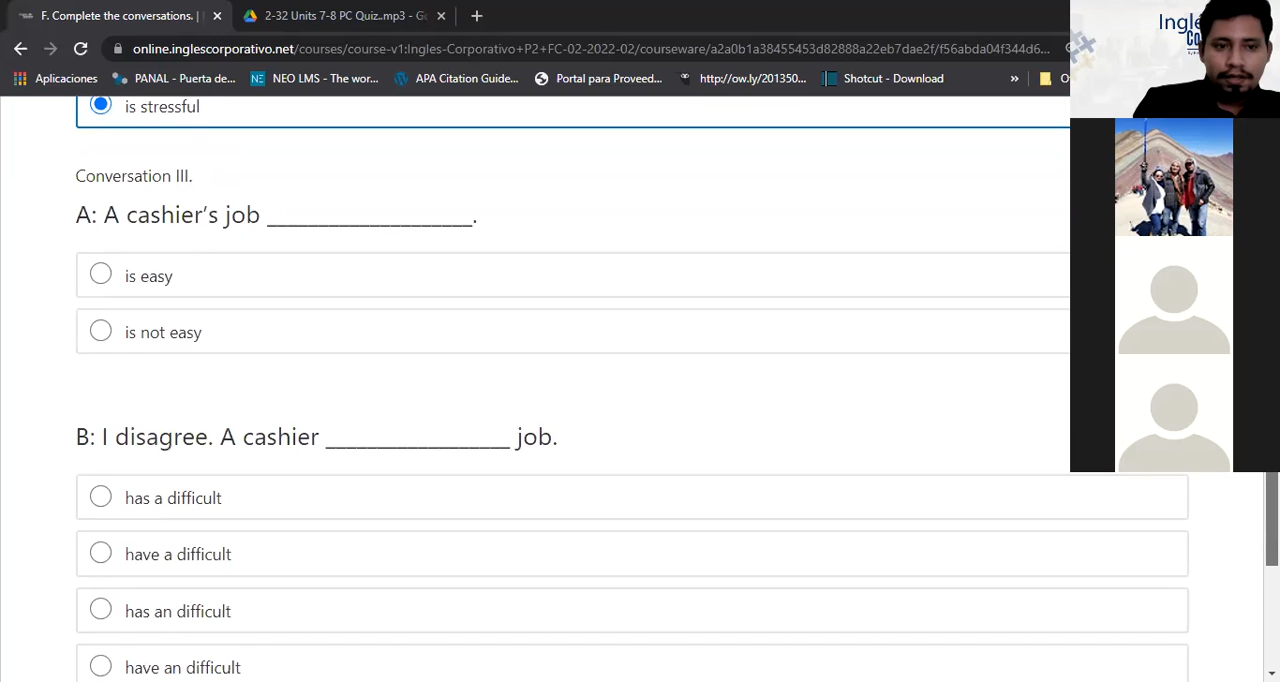 F. Complete the conversations. |
2-32 Units 7-8 PC Quiz..mp3 - Go
online.inglescorporativo.net/courses/course-v1:Ingles-Corporativo+P2+FC-02-2022-02/courseware/a2a0b1a38455453d82888a22eb7dae2f/f56abda04f344d6...
Aplicaciones PANAL - Puerta de... NEO LMS - The wor... APA Citation Guide... Portal para Proveed... http://ow.ly/201350... Shotcut - Download »
is stressful
Conversation III.
A: A cashier's job ____________________.
is easy
is not easy
B: I disagree. A cashier __________________ job.
has a difficult
have a difficult
has an difficult
have an difficult